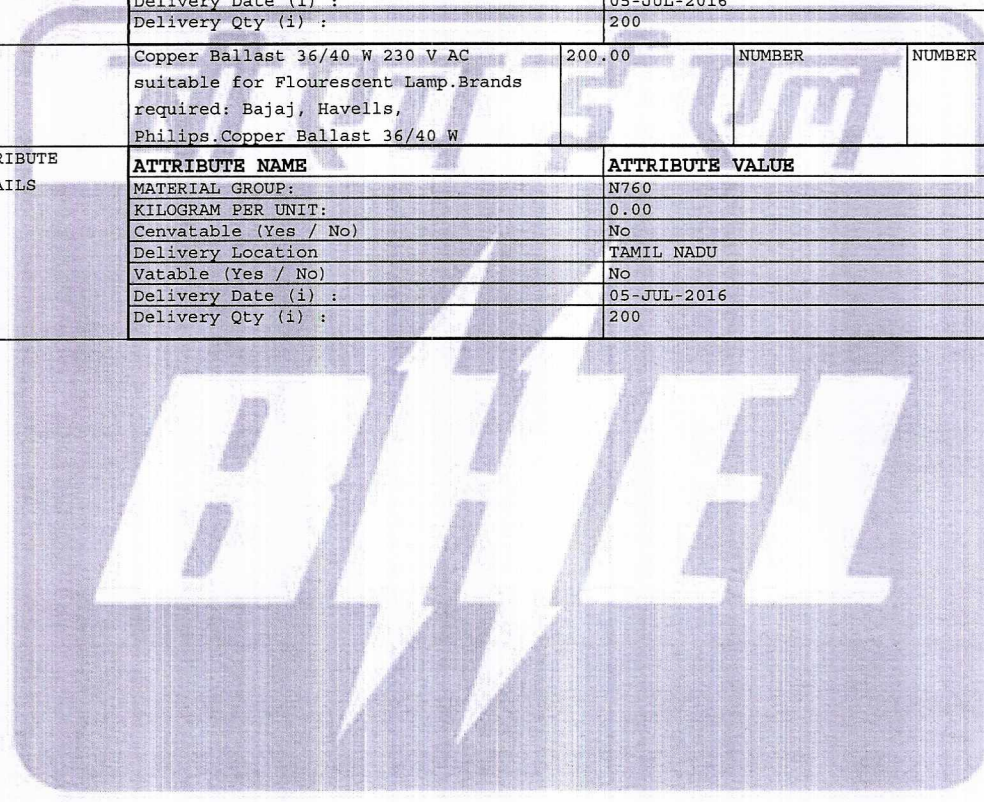 Delivery Date (i) : 05-JUL-2016
Delivery Qty (i) : 200
Copper Ballast 36/40 W 230 V AC 200.00 NUMBER NUMBER
suitable for Flourescent Lamp.Brands
required: Bajaj, Havells,
Philips.Copper Ballast 36/40 W
RIBUTE ATTRIBUTE NAME ATTRIBUTE VALUE
AILS MATERIAL GROUP: N760
KILOGRAM PER UNIT: 0.00
Cenvatable (Yes / No) No
Delivery Location TAMIL NADU
Vatable (Yes / No) No
Delivery Date (i) : 05-JUL-2016
Delivery Qty (i) : 200
BHEL